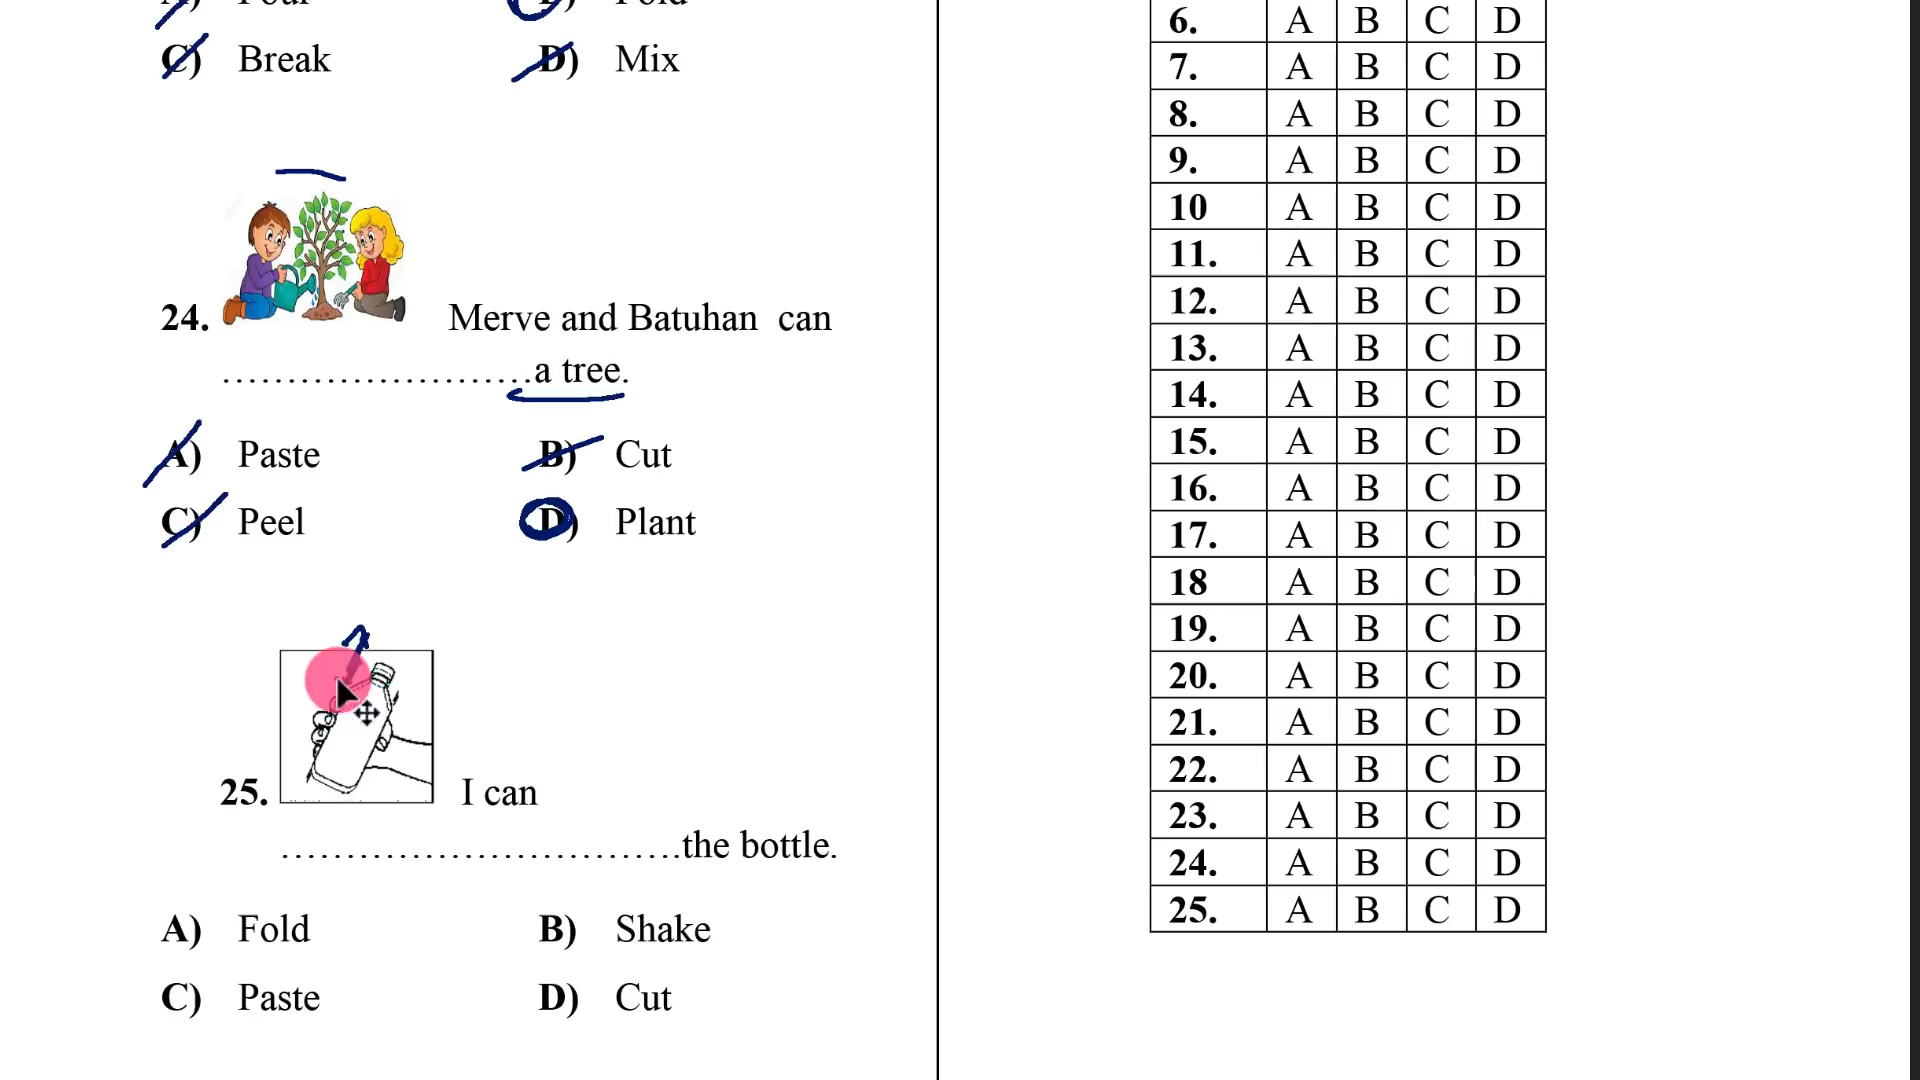 C) Break D) Mix
24. Merve and Batuhan can
……………………..a tree.
A) Paste B) Cut
C) Peel D) Plant
25. I can
………………………….the bottle.
A) Fold B) Shake
C) Paste D) Cut
6. A B C D
7. A B C D
8. A B C D
9. A B C D
10 A B C D
11. A B C D
12. A B C D
13. A B C D
14. A B C D
15. A B C D
16. A B C D
17. A B C D
18 A B C D
19. A B C D
20. A B C D
21. A B C D
22. A B C D
23. A B C D
24. A B C D
25. A B C D